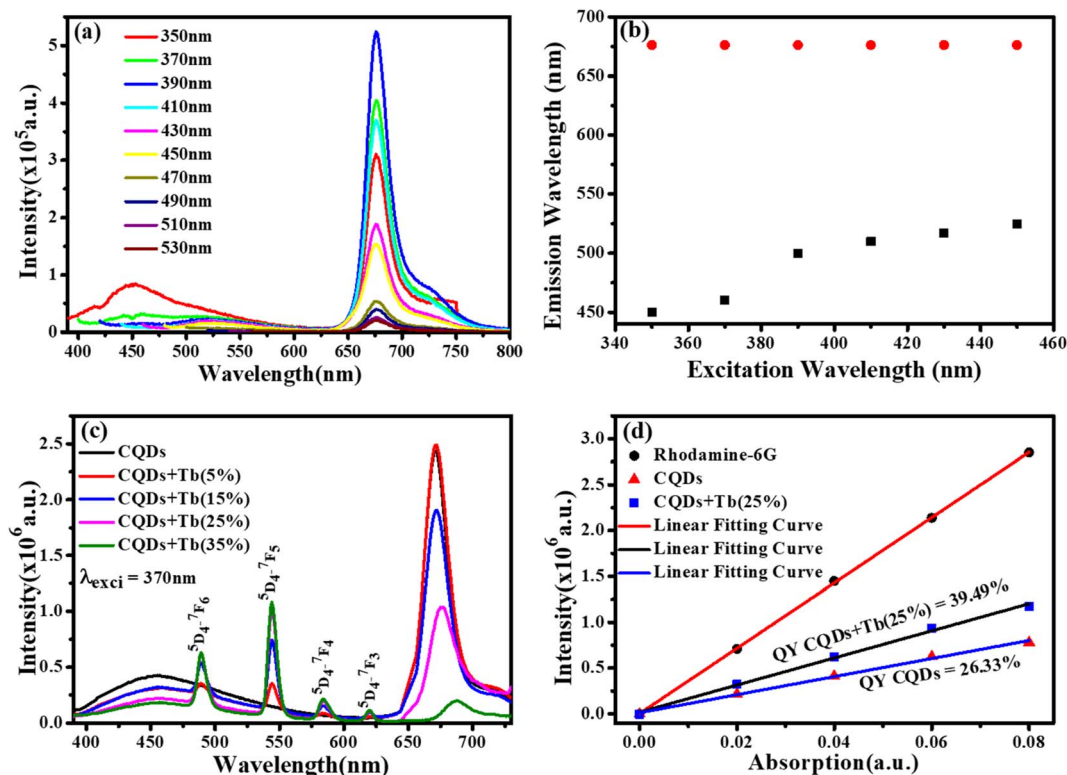 (a)
350nm
370nm
390nm
410nm
430nm
450nm
470nm
490nm
510nm
530nm
Intensity(x10⁵a.u.)
5
4
3
2
1
0
400 450 500 550 600 650 700 750 800
Wavelength(nm)
(b)
Emission Wavelength (nm)
700
675
650
525
500
450
340 360 380 400 420 440 460
Excitation Wavelength (nm)
(c)
CQDs
CQDs+Tb(5%)
CQDs+Tb(15%)
CQDs+Tb(25%)
CQDs+Tb(35%)
λexci = 370nm
⁵D₄-⁷F₆
⁵D₄-⁷F₅
⁵D₄-⁷F₄
⁵D₄-⁷F₃
Intensity(x10⁶ a.u.)
2.5
2.0
1.5
1.0
0.5
0.0
400 450 500 550 600 650 700
Wavelength(nm)
(d)
Rhodamine-6G
CQDs
CQDs+Tb(25%)
Linear Fitting Curve
Linear Fitting Curve
Linear Fitting Curve
QY CQDs+Tb(25%) = 39.49%
QY CQDs = 26.33%
Intensity(x10⁶ a.u.)
3.0
2.5
2.0
1.5
1.0
0.5
0.0
0.00 0.02 0.04 0.06 0.08
Absorption(a.u.)